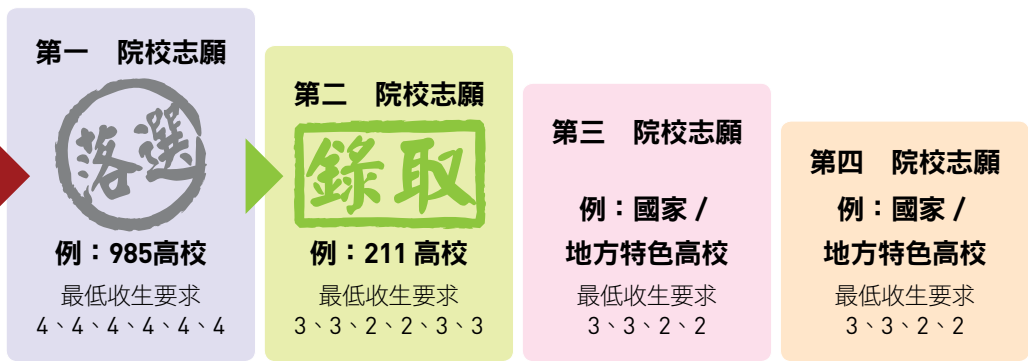 第一　院校志願
落選
例：985高校
最低收生要求
4、4、4、4、4、4
第二　院校志願
錄取
例：211 高校
最低收生要求
3、3、2、2、3、3
第三　院校志願
例：國家 /
地方特色高校
最低收生要求
3、3、2、2
第四　院校志願
例：國家 /
地方特色高校
最低收生要求
3、3、2、2